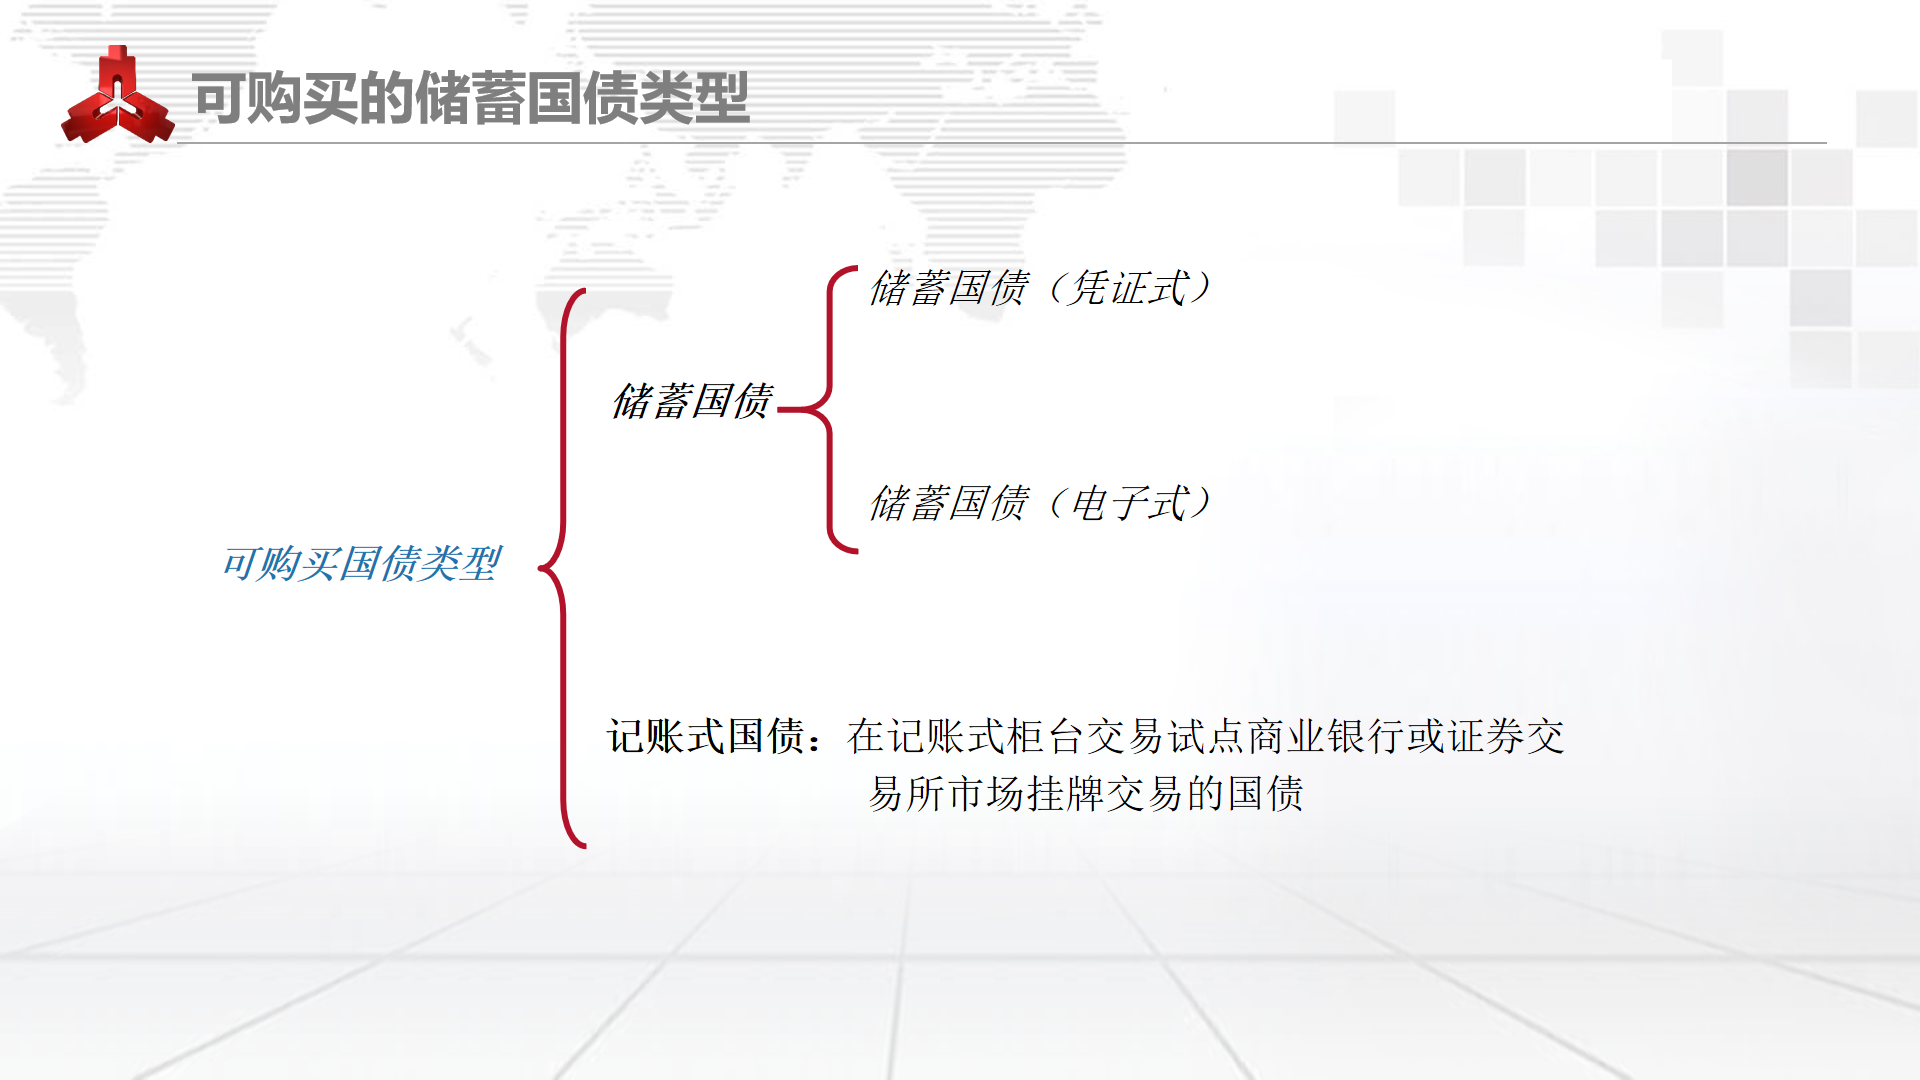 可购买的储蓄国债类型
储蓄国债（凭证式）
储蓄国债
储蓄国债（电子式）
可购买国债类型
记账式国债：在记账式柜台交易试点商业银行或证券交
易所市场挂牌交易的国债